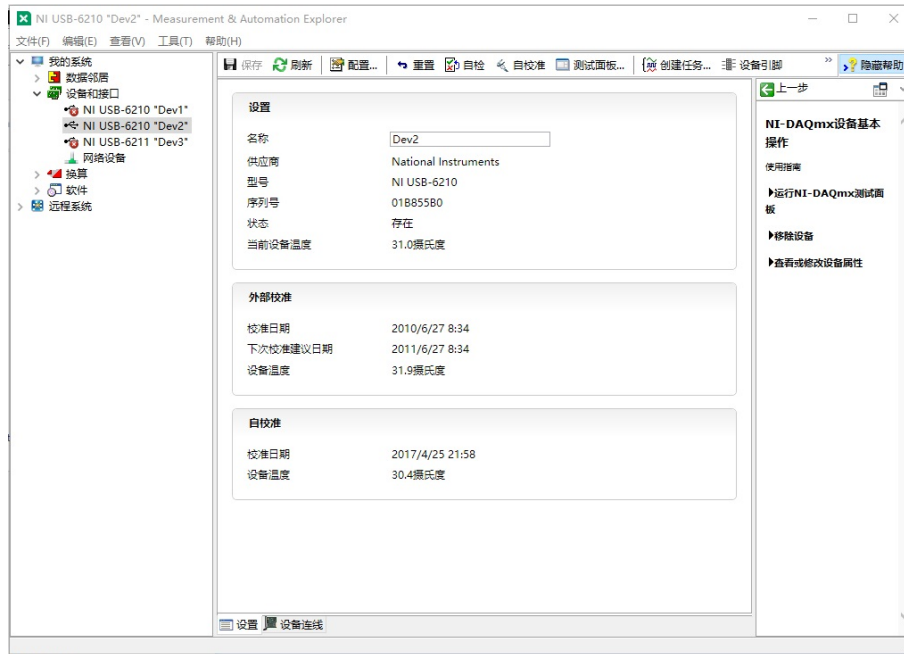 NI USB-6210 "Dev2" - Measurement & Automation Explorer
文件(F) 编辑(E) 查看(V) 工具(T) 帮助(H)
我的系统
数据邻居
设备和接口
NI USB-6210 "Dev1"
NI USB-6210 "Dev2"
NI USB-6211 "Dev3"
网络设备
换算
软件
远程系统
保存 刷新 配置... 重置 自检 自校准 测试面板... 创建任务... 设备引脚 » 隐藏帮助
设置
名称 Dev2
供应商 National Instruments
型号 NI USB-6210
序列号 01B855B0
状态 存在
当前设备温度 31.0摄氏度
外部校准
校准日期 2010/6/27 8:34
下次校准建议日期 2011/6/27 8:34
设备温度 31.9摄氏度
自校准
校准日期 2017/4/25 21:58
设备温度 30.4摄氏度
设置 设备连线
上一步
NI-DAQmx设备基本
操作
使用指南
运行NI-DAQmx测试面
板
移除设备
查看或修改设备属性